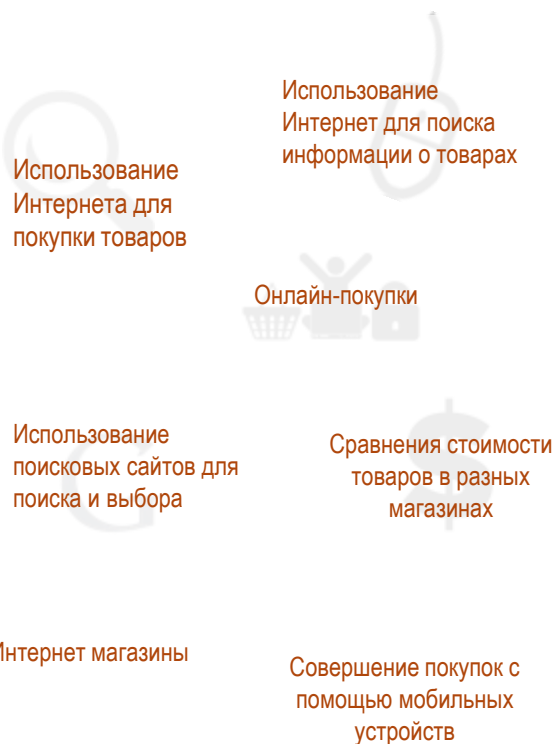 Использование
Интернет для поиска
информации о товарах
Использование
Интернета для
покупки товаров
Онлайн-покупки
Использование
поисковых сайтов для
поиска и выбора
Сравнения стоимости
товаров в разных
магазинах
Интернет магазины
Совершение покупок с
помощью мобильных
устройств